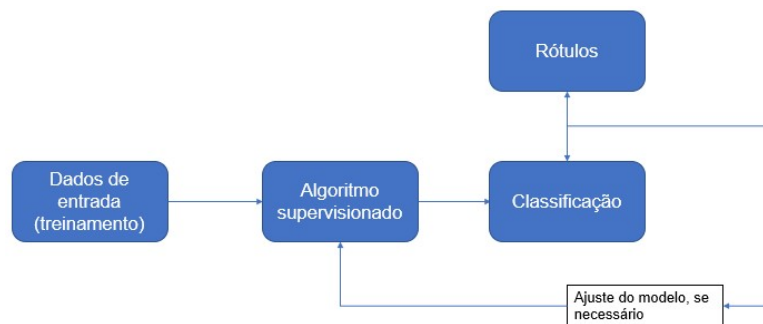 Rótulos
Dados de
entrada
(treinamento)
Algoritmo
supervisionado
Classificação
Ajuste do modelo, se
necessário